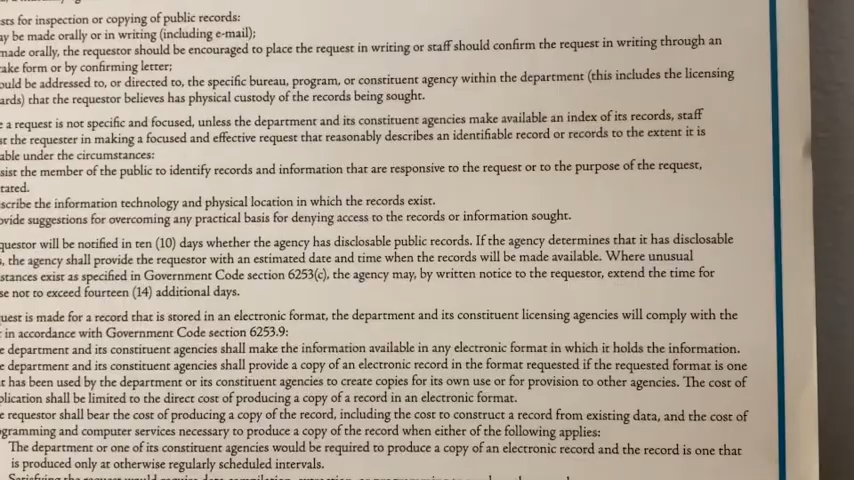 sts for inspection or copying of public records:
ay be made orally or in writing (including e-mail);
made orally, the requestor should be encouraged to place the request in writing or staff should confirm the request in writing through an
ake form or by confirming letter;
ould be addressed to, or directed to, the specific bureau, program, or constituent agency within the department (this includes the licensing
ards) that the requestor believes has physical custody of the records being sought.
e a request is not specific and focused, unless the department and its constituent agencies make available an index of its records, staff
st the requester in making a focused and effective request that reasonably describes an identifiable record or records to the extent it is
able under the circumstances:
sist the member of the public to identify records and information that are responsive to the request or to the purpose of the request,
tated.
scribe the information technology and physical location in which the records exist.
ovide suggestions for overcoming any practical basis for denying access to the records or information sought.
questor will be notified in ten (10) days whether the agency has disclosable public records. If the agency determines that it has disclosable
s, the agency shall provide the requestor with an estimated date and time when the records will be made available. Where unusual
stances exist as specified in Government Code section 6253(c), the agency may, by written notice to the requestor, extend the time for
se not to exceed fourteen (14) additional days.
quest is made for a record that is stored in an electronic format, the department and its constituent licensing agencies will comply with the
t in accordance with Government Code section 6253.9:
e department and its constituent agencies shall make the information available in any electronic format in which it holds the information.
e department and its constituent agencies shall provide a copy of an electronic record in the format requested if the requested format is one
t has been used by the department or its constituent agencies to create copies for its own use or for provision to other agencies. The cost of
plication shall be limited to the direct cost of producing a copy of a record in an electronic format.
e requestor shall bear the cost of producing a copy of the record, including the cost to construct a record from existing data, and the cost of
ogramming and computer services necessary to produce a copy of the record when either of the following applies:
The department or one of its constituent agencies would be required to produce a copy of an electronic record and the record is one that
is produced only at otherwise regularly scheduled intervals.